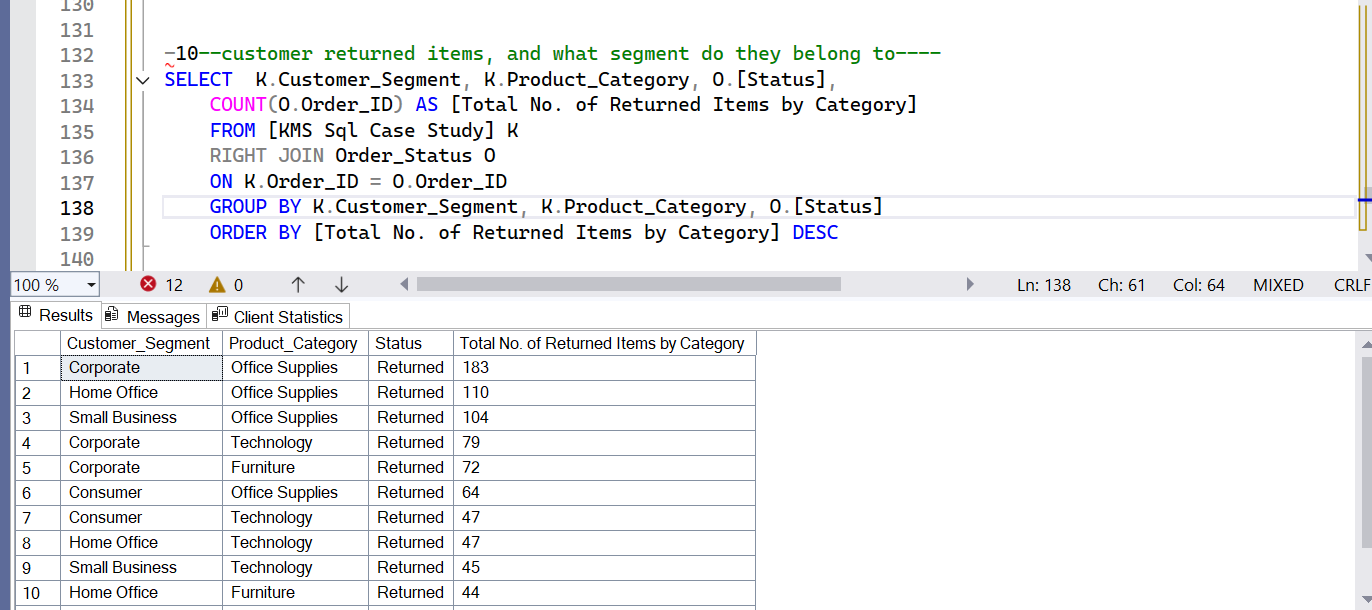 130
131
132 -10--customer returned items, and what segment do they belong to----
133 SELECT K.Customer_Segment, K.Product_Category, O.[Status],
134 COUNT(O.Order_ID) AS [Total No. of Returned Items by Category]
135 FROM [KMS Sql Case Study] K
136 RIGHT JOIN Order_Status O
137 ON K.Order_ID = O.Order_ID
138 GROUP BY K.Customer_Segment, K.Product_Category, O.[Status]
139 ORDER BY [Total No. of Returned Items by Category] DESC
140
100 % 12 0 Ln: 138 Ch: 61 Col: 64 MIXED CRLF
Results Messages Client Statistics
Customer_Segment Product_Category Status Total No. of Returned Items by Category
1 Corporate Office Supplies Returned 183
2 Home Office Office Supplies Returned 110
3 Small Business Office Supplies Returned 104
4 Corporate Technology Returned 79
5 Corporate Furniture Returned 72
6 Consumer Office Supplies Returned 64
7 Consumer Technology Returned 47
8 Home Office Technology Returned 47
9 Small Business Technology Returned 45
10 Home Office Furniture Returned 44